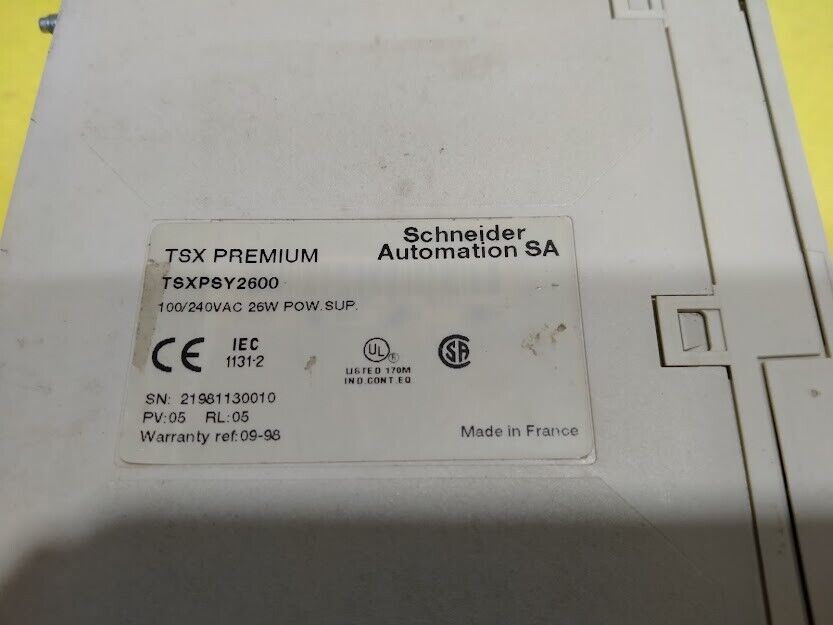 TSX PREMIUM
Schneider
Automation SA
TSXPSY2600
100/240VAC 26W POW.SUP.
CE
IEC
1131-2
UL
LISTED 170M
IND.CONT.EQ
SA
SN: 21981130010
PV:05 RL:05
Warranty ref:09-98
Made in France